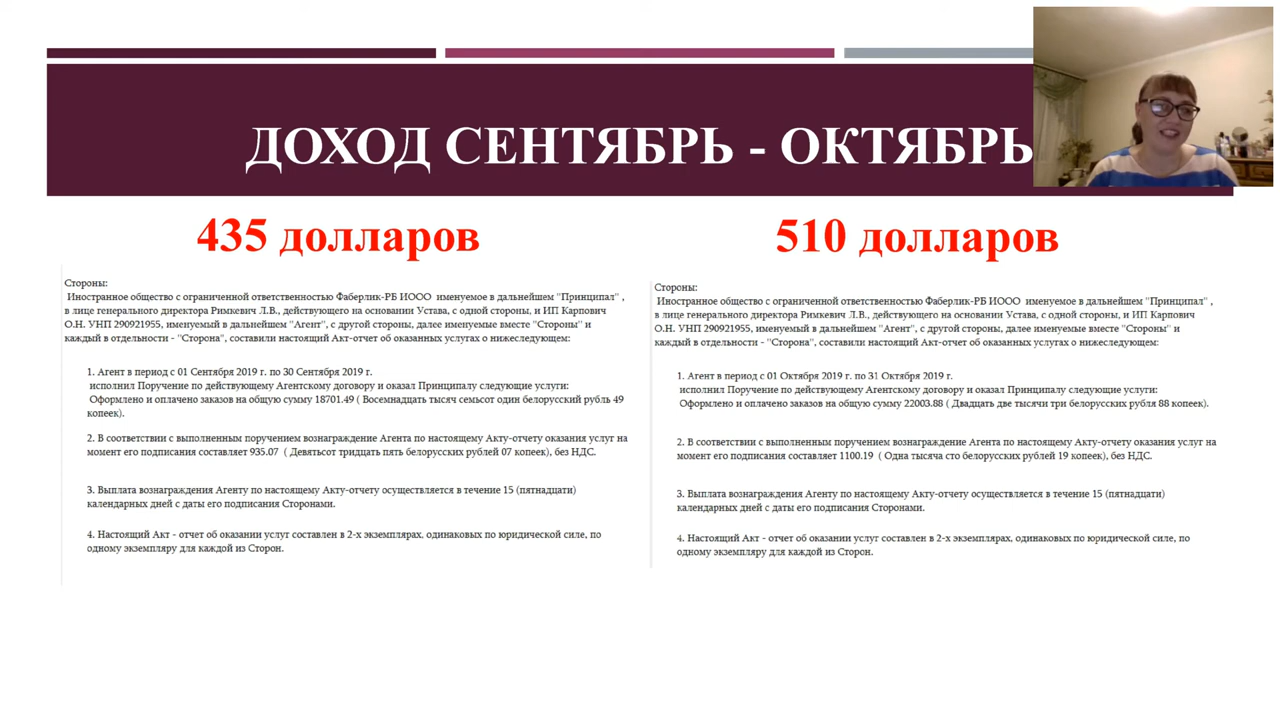 ДОХОД СЕНТЯБРЬ - ОКТЯБРЬ
435 долларов
Стороны:
Иностранное общество с ограниченной ответственностью Фаберлик-РБ ИООО именуемое в дальнейшем "Принципал" ,
в лице генерального директора Римкевич Л.В., действующего на основании Устава, с одной стороны, и ИП Карпович
О.Н. УНП 290921955, именуемый в дальнейшем "Агент", с другой стороны, далее именуемые вместе "Стороны" и
каждый в отдельности - "Сторона", составили настоящий Акт-отчет об оказанных услугах о нижеследующем:
1. Агент в период с 01 Сентября 2019 г. по 30 Сентября 2019 г.
исполнил Поручение по действующему Агентскому договору и оказал Принципалу следующие услуги:
Оформлено и оплачено заказов на общую сумму 18701.49 ( Восемнадцать тысяч семьсот один белорусский рубль 49
копеек).
2. В соответствии с выполненным поручением вознаграждение Агента по настоящему Акту-отчету оказания услуг на
момент его подписания составляет 935.07 ( Девятьсот тридцать пять белорусских рублей 07 копеек), без НДС.
3. Выплата вознаграждения Агенту по настоящему Акту-отчету осуществляется в течение 15 (пятнадцати)
календарных дней с даты его подписания Сторонами.
4. Настоящий Акт - отчет об оказании услуг составлен в 2-х экземплярах, одинаковых по юридической силе, по
одному экземпляру для каждой из Сторон.
510 долларов
Стороны:
Иностранное общество с ограниченной ответственностью Фаберлик-РБ ИООО именуемое в дальнейшем "Принципал" ,
в лице генерального директора Римкевич Л.В., действующего на основании Устава, с одной стороны, и ИП Карпович
О.Н. УНП 290921955, именуемый в дальнейшем "Агент", с другой стороны, далее именуемые вместе "Стороны" и
каждый в отдельности - "Сторона", составили настоящий Акт-отчет об оказанных услугах о нижеследующем:
1. Агент в период с 01 Октября 2019 г. по 31 Октября 2019 г.
исполнил Поручение по действующему Агентскому договору и оказал Принципалу следующие услуги:
Оформлено и оплачено заказов на общую сумму 22003.88 ( Двадцать две тысячи три белорусских рубля 88 копеек).
2. В соответствии с выполненным поручением вознаграждение Агента по настоящему Акту-отчету оказания услуг на
момент его подписания составляет 1100.19 ( Одна тысяча сто белорусских рублей 19 копеек), без НДС.
3. Выплата вознаграждения Агенту по настоящему Акту-отчету осуществляется в течение 15 (пятнадцати)
календарных дней с даты его подписания Сторонами.
4. Настоящий Акт - отчет об оказании услуг составлен в 2-х экземплярах, одинаковых по юридической силе, по
одному экземпляру для каждой из Сторон.